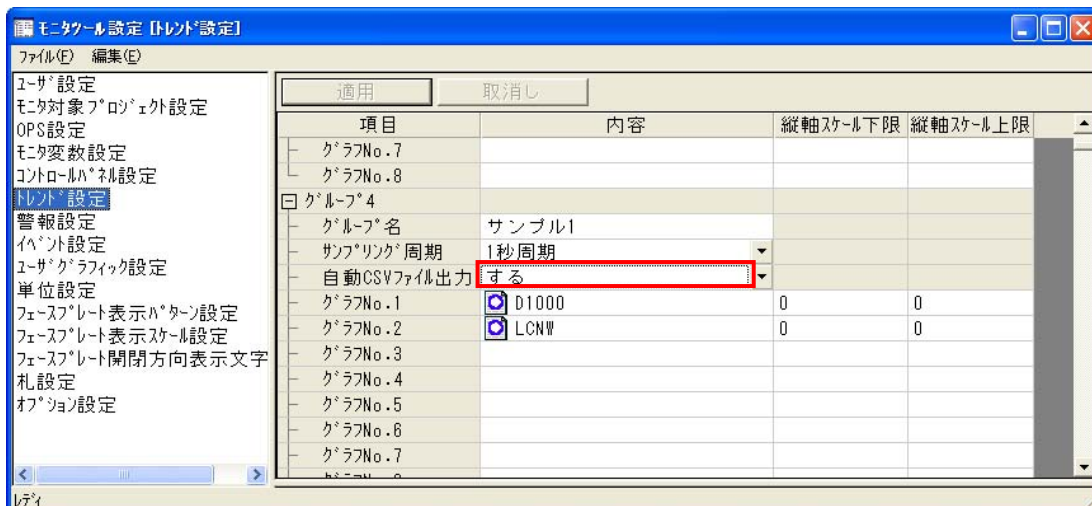 モニタツール設定 [トレンド設定]
ファイル(F) 編集(E)
ユーザ設定
モニタ対象プロジェクト設定
OPS設定
モニタ変数設定
コントロールパネル設定
トレンド設定
警報設定
イベント設定
ユーザグラフィック設定
単位設定
フェースプレート表示パターン設定
フェースプレート表示スケール設定
フェースプレート開閉方向表示文字
札設定
オプション設定
適用 取消し
項目 内容 縦軸スケール下限 縦軸スケール上限
グラフNo.7
グラフNo.8
グループ4
グループ名 サンプル1
サンプリング周期 1秒周期
自動CSVファイル出力 する
グラフNo.1 D1000 0 0
グラフNo.2 LCNW 0 0
グラフNo.3
グラフNo.4
グラフNo.5
グラフNo.6
グラフNo.7
レディ